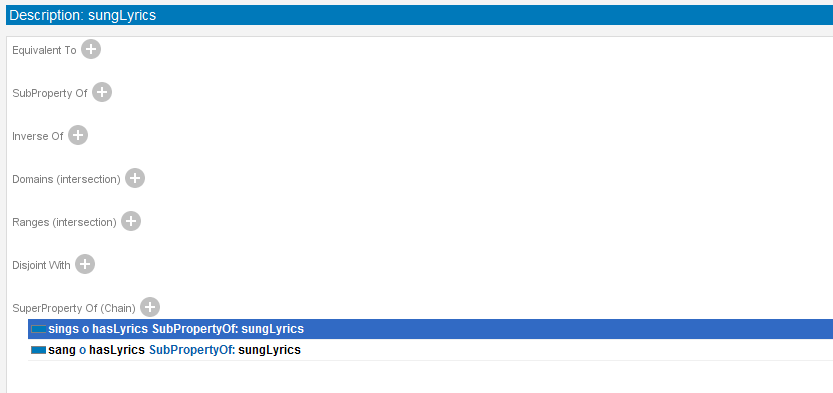 Description: sungLyrics
Equivalent To
SubProperty Of
Inverse Of
Domains (intersection)
Ranges (intersection)
Disjoint With
SuperProperty Of (Chain)
sings o hasLyrics SubPropertyOf: sungLyrics
sang o hasLyrics SubPropertyOf: sungLyrics